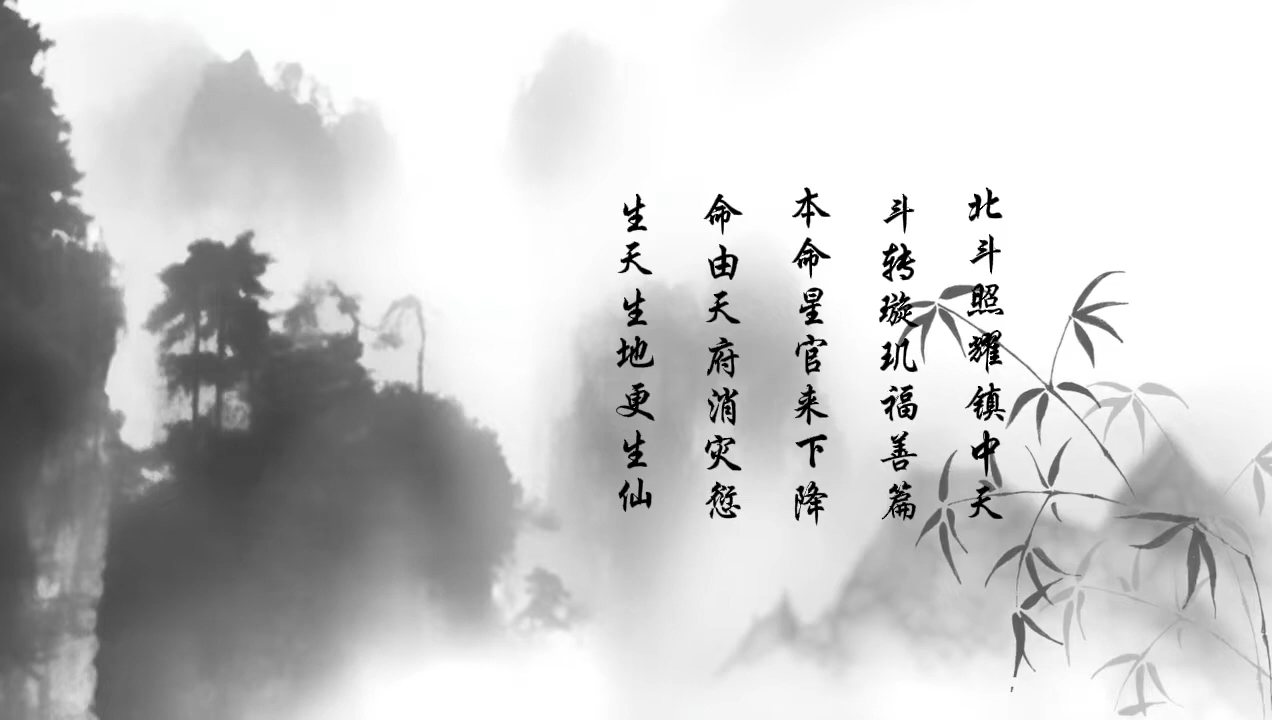 北斗照耀镇中天
斗转璇玑福善篇
本命星官来下降
命由天府消灾愆
生天生地更生仙